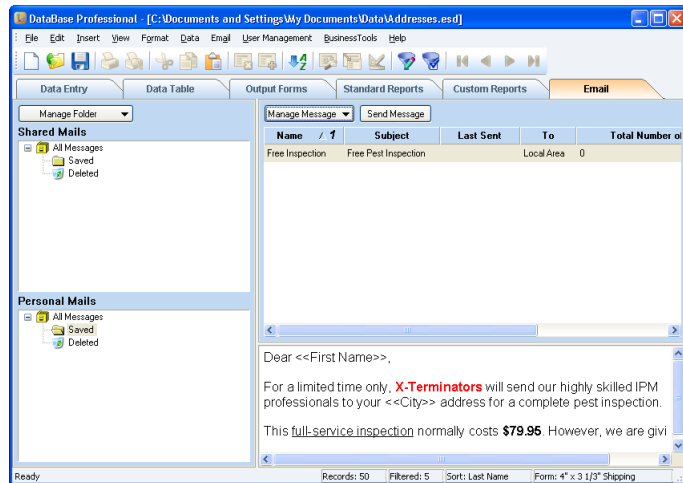 DataBase Professional - [C:\Documents and Settings\My Documents\Data\Addresses.esd]
File Edit Insert View Format Data Email User Management BusinessTools Help
Data Entry Data Table Output Forms Standard Reports Custom Reports Email
Manage Folder
Manage Message Send Message
Shared Mails
Name / 1 Subject Last Sent To Total Number of
All Messages
Free Inspection Free Pest Inspection Local Area 0
Saved
Deleted
Personal Mails
All Messages
Saved
Deleted
Dear <<First Name>>,
For a limited time only, X-Terminators will send our highly skilled IPM
professionals to your <<City>> address for a complete pest inspection.
This full-service inspection normally costs $79.95. However, we are givi
Ready Records: 50 Filtered: 5 Sort: Last Name Form: 4" x 3 1/3" Shipping